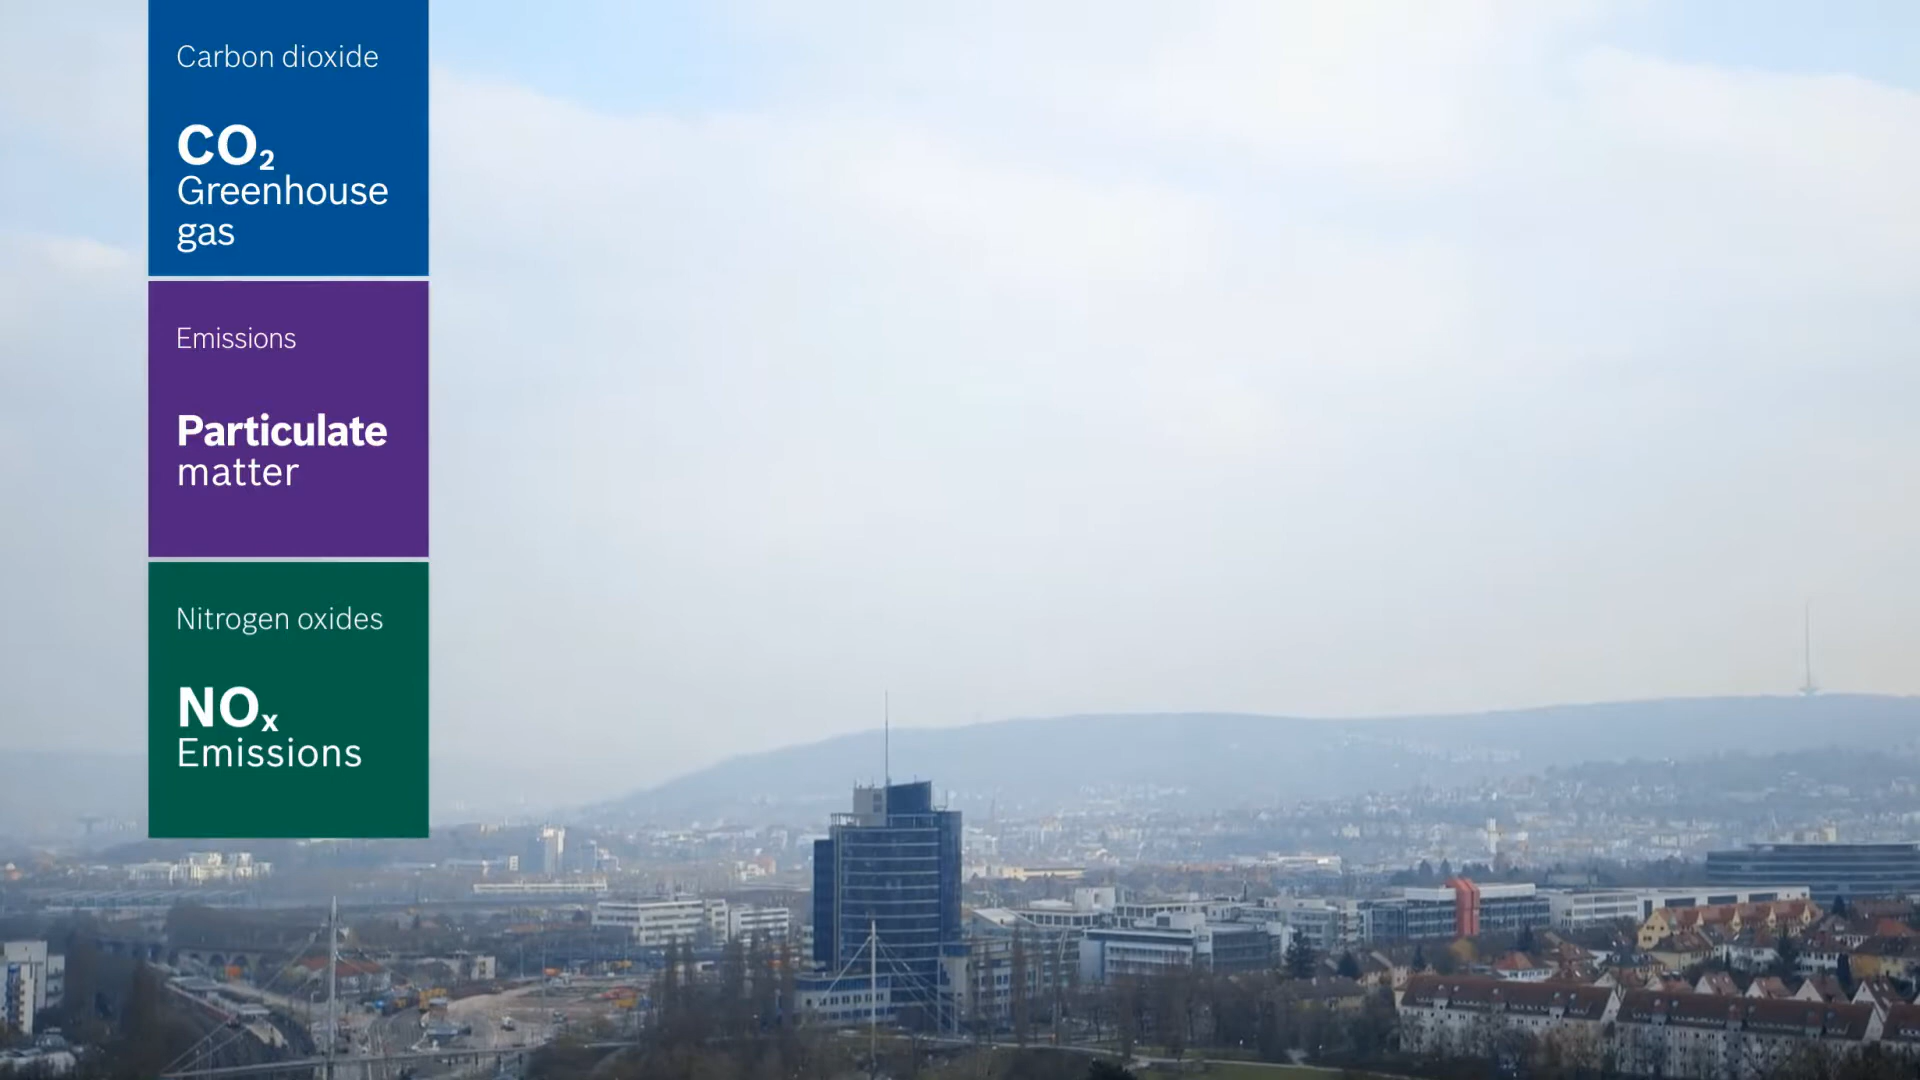 Carbon dioxide
CO₂
Greenhouse
gas
Emissions
Particulate
matter
Nitrogen oxides
NOₓ
Emissions